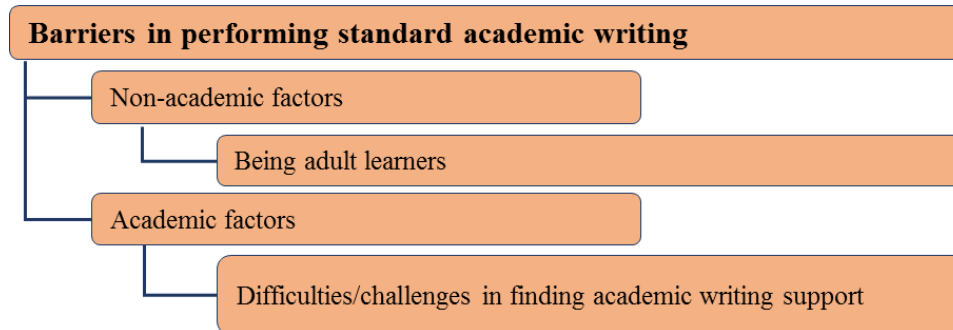 Barriers in performing standard academic writing
Non-academic factors
Being adult learners
Academic factors
Difficulties/challenges in finding academic writing support